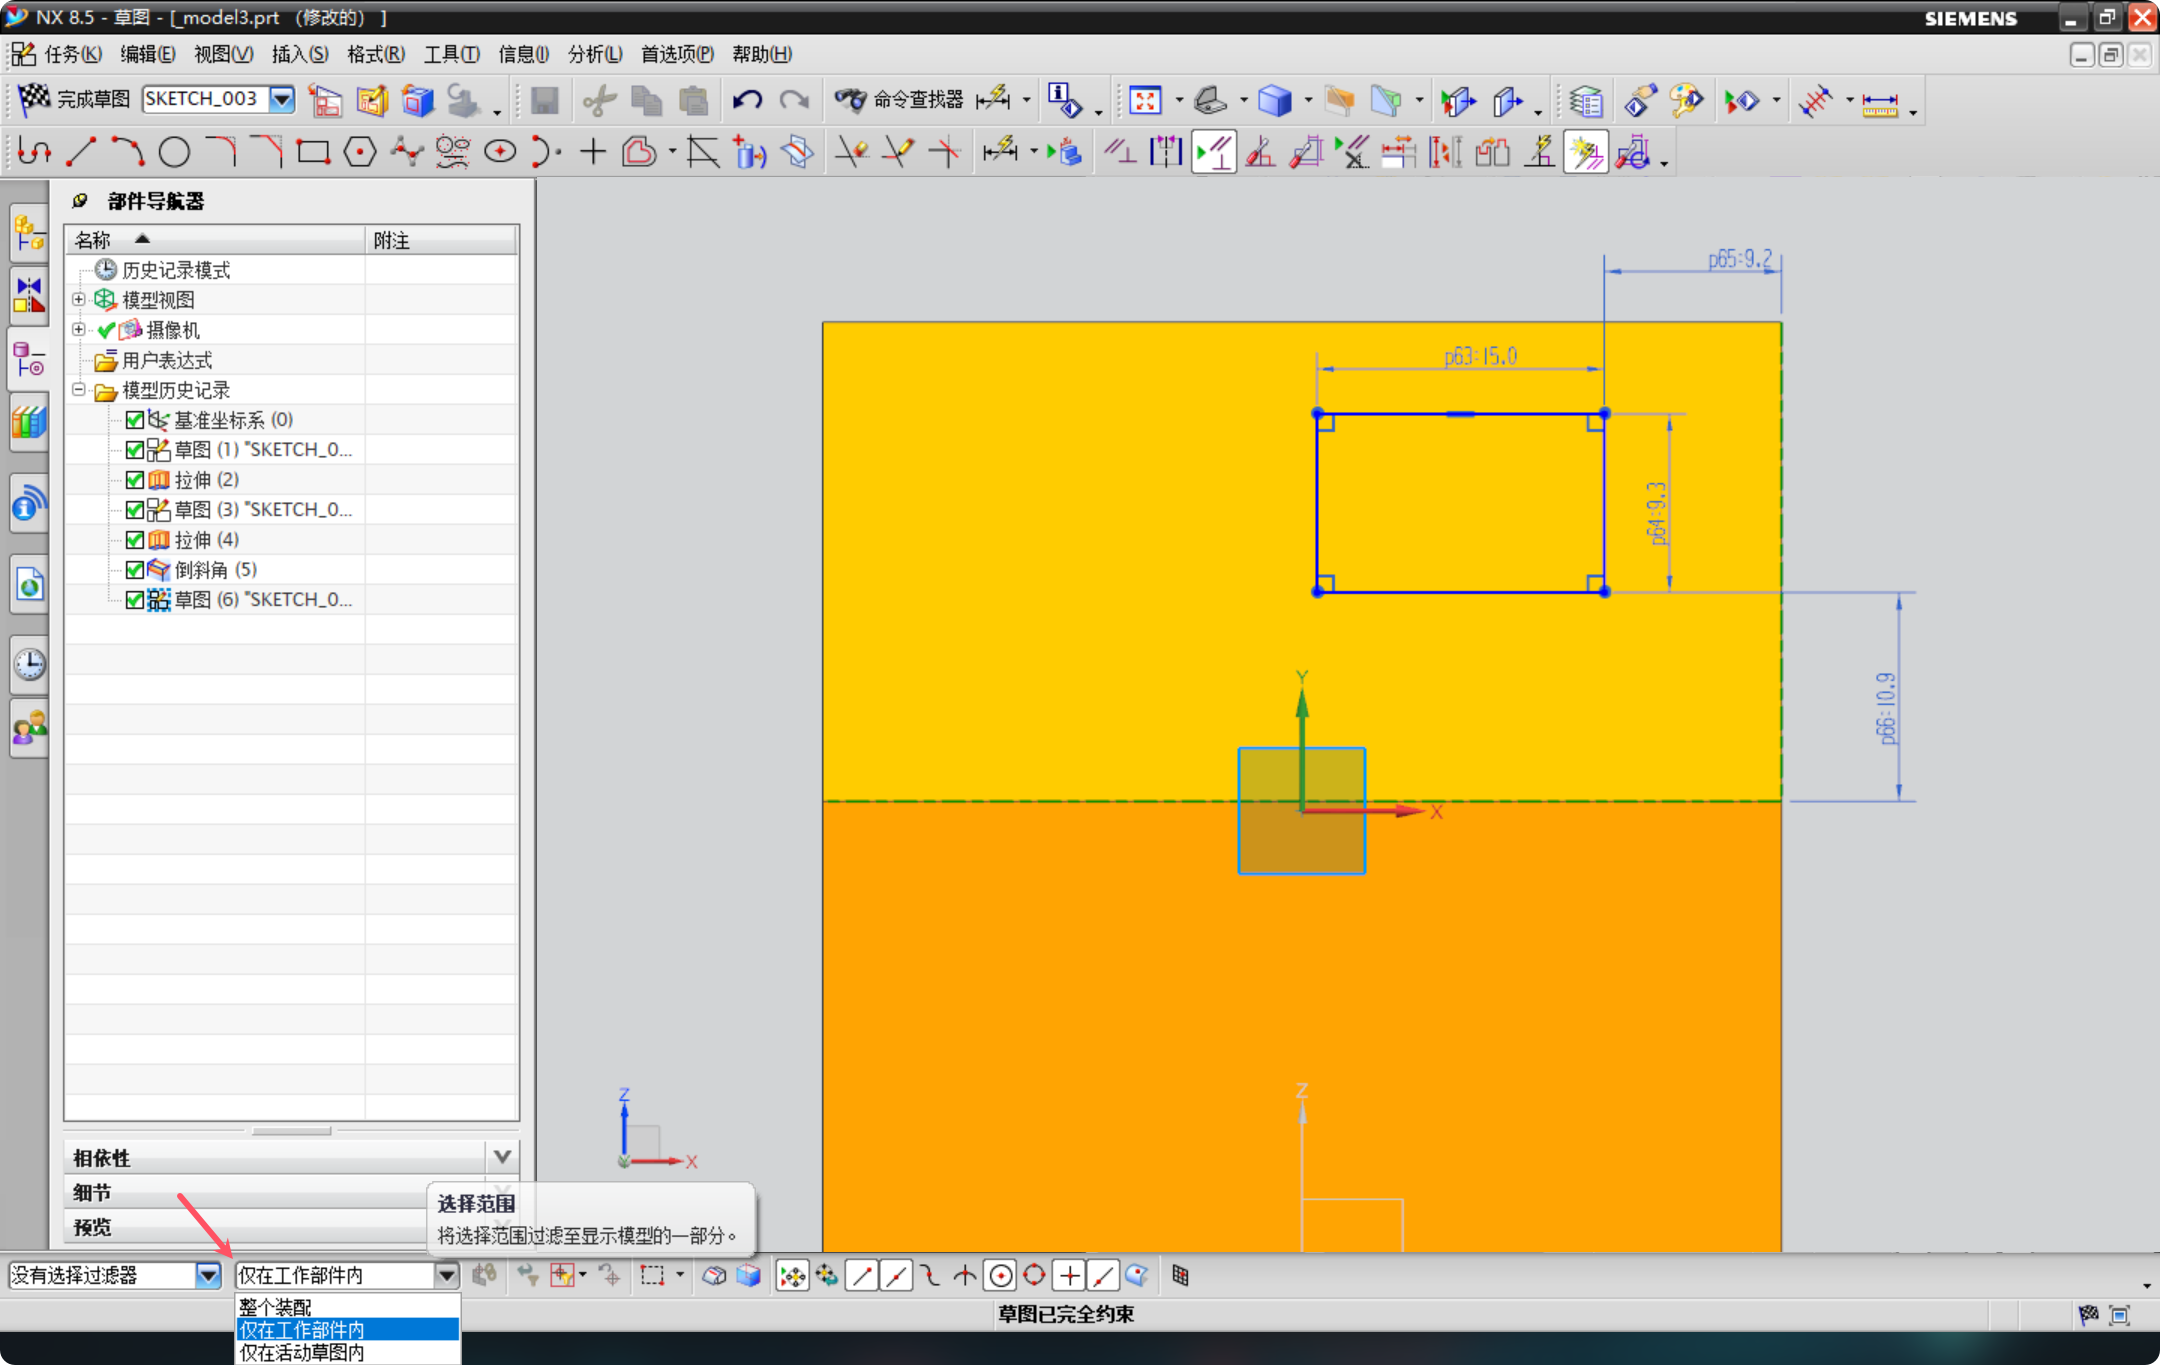 NX 8.5 - 草图 - [_model3.prt （修改的） ]
SIEMENS
任务(K) 编辑(E) 视图(V) 插入(S) 格式(R) 工具(T) 信息(I) 分析(L) 首选项(P) 帮助(H)
完成草图 SKETCH_003 命令查找器
部件导航器
名称 附注
历史记录模式
模型视图
摄像机
用户表达式
模型历史记录
基准坐标系 (0)
草图 (1) "SKETCH_0...
拉伸 (2)
草图 (3) "SKETCH_0...
拉伸 (4)
倒斜角 (5)
草图 (6) "SKETCH_0...
p65:9.2
p63:15.0
p64:9.3
p66:10.9
Y
X
Z
Z
X
相依性
细节
预览
选择范围
将选择范围过滤至显示模型的一部分。
没有选择过滤器 仅在工作部件内
整个装配
仅在工作部件内
仅在活动草图内
草图已完全约束